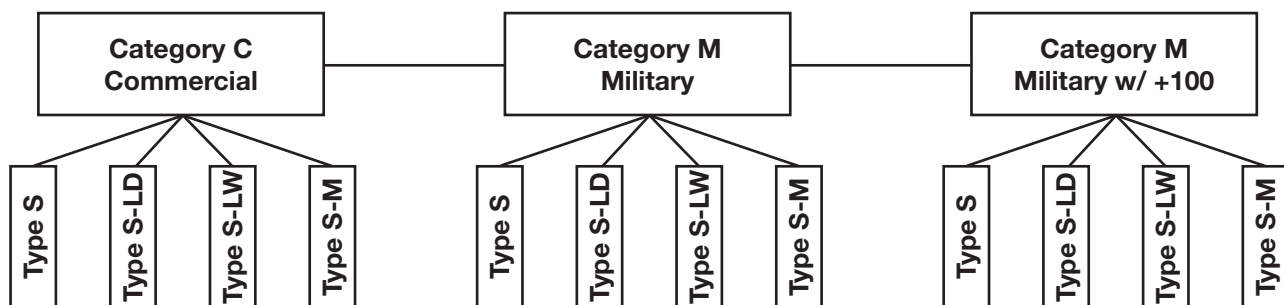 Category C
Commercial
Category M
Military
Category M
Military w/ +100
Type S
Type S-LD
Type S-LW
Type S-M
Type S
Type S-LD
Type S-LW
Type S-M
Type S
Type S-LD
Type S-LW
Type S-M